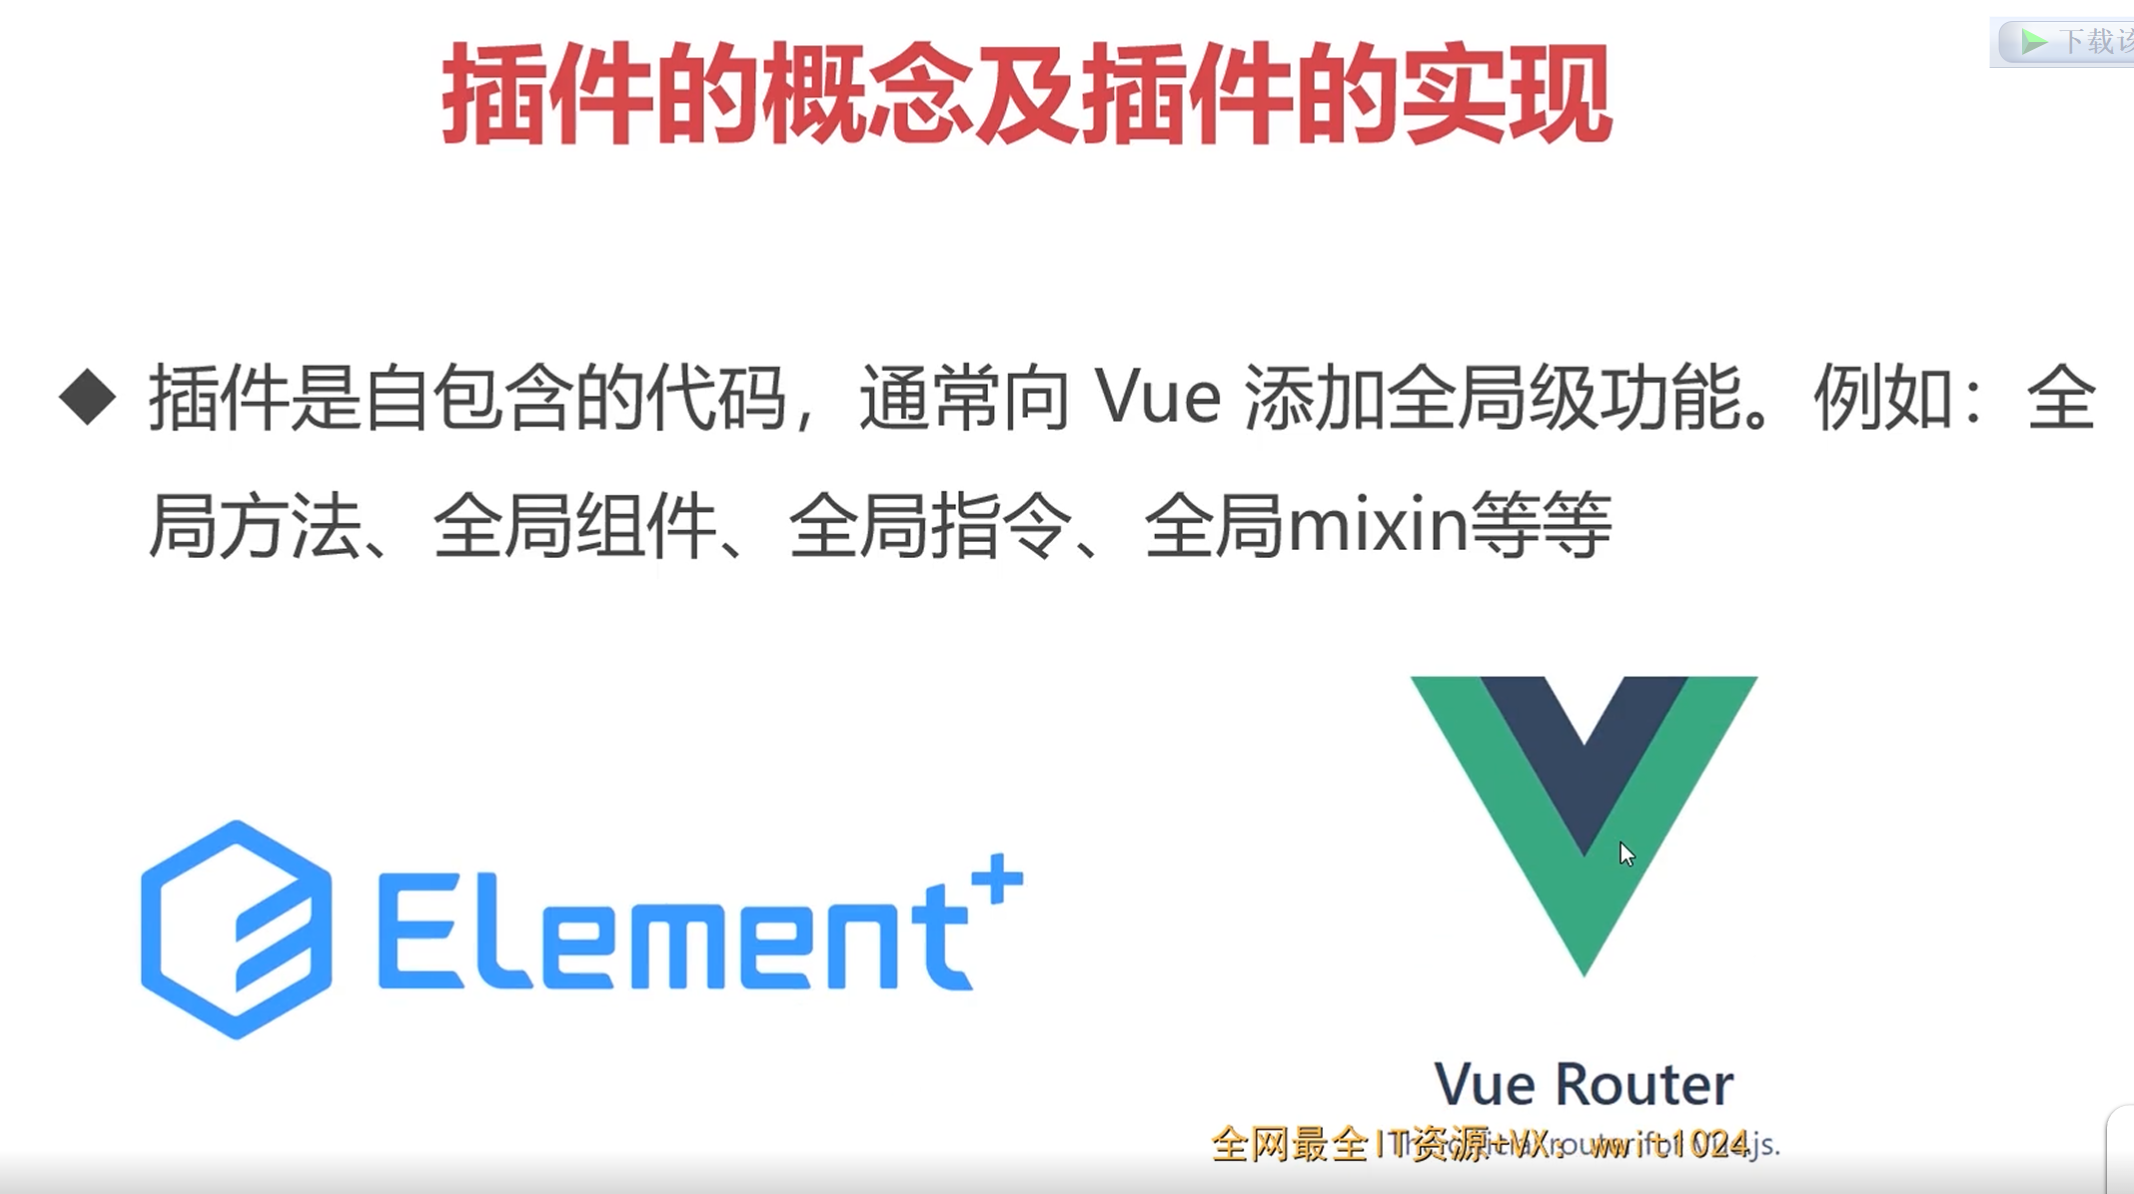 插件的概念及插件的实现
下载该
插件是自包含的代码，通常向 Vue 添加全局级功能。例如：全
局方法、全局组件、全局指令、全局mixin等等
Element+
Vue Router
全网最全IT资源+VX：wwit1024